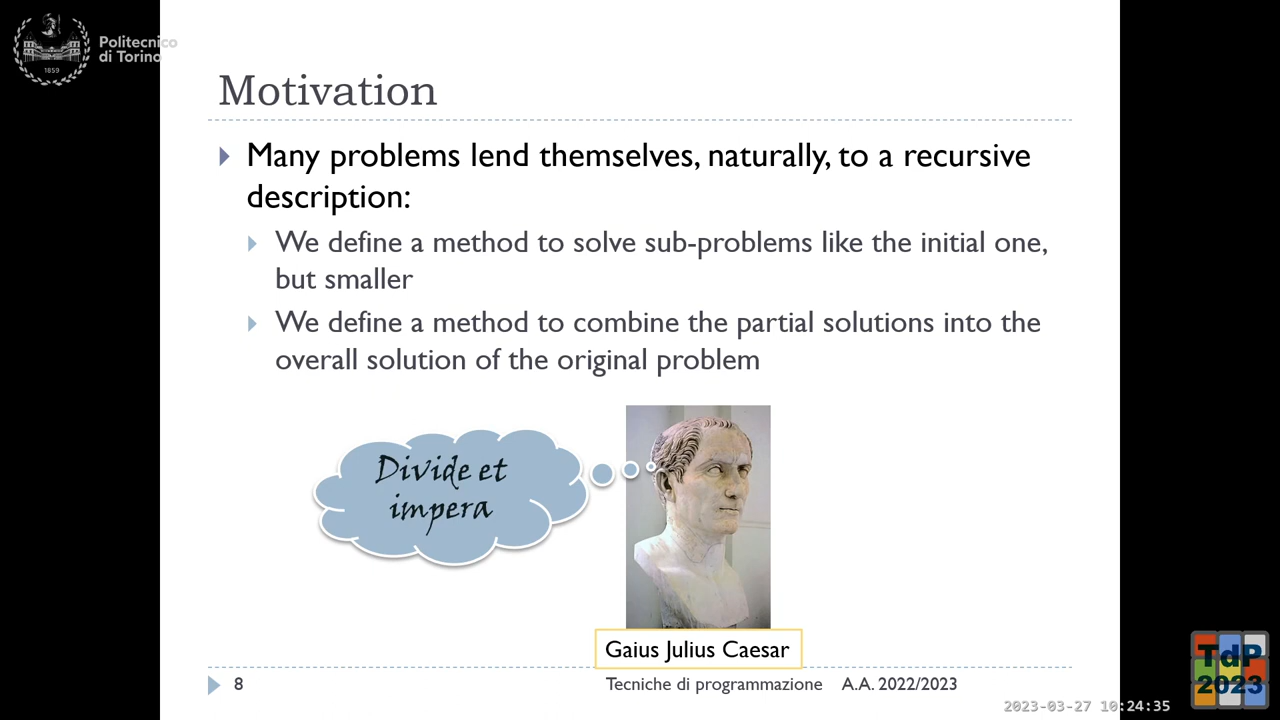 Politecnico
di Torino
1859
Motivation
Many problems lend themselves, naturally, to a recursive
description:
We define a method to solve sub-problems like the initial one,
but smaller
We define a method to combine the partial solutions into the
overall solution of the original problem
Divide et
impera
Gaius Julius Caesar
8
Tecniche di programmazione A.A. 2022/2023
TdP
2023
2023-03-27 10:24:35